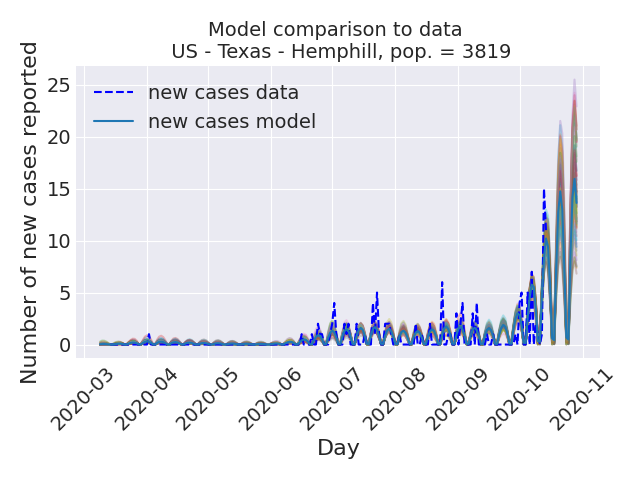 Model comparison to data
US - Texas - Hemphill, pop. = 3819
Number of new cases reported
25
20
15
10
5
0
new cases data
new cases model
2020-03
2020-04
2020-05
2020-06
2020-07
2020-08
2020-09
2020-10
2020-11
Day